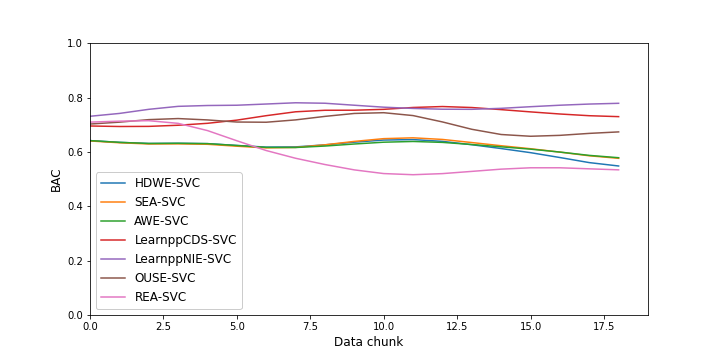 1.0
0.8
0.6
0.4
0.2
0.0
BAC
HDWE-SVC
SEA-SVC
AWE-SVC
LearnppCDS-SVC
LearnppNIE-SVC
OUSE-SVC
REA-SVC
0.0 2.5 5.0 7.5 10.0 12.5 15.0 17.5
Data chunk